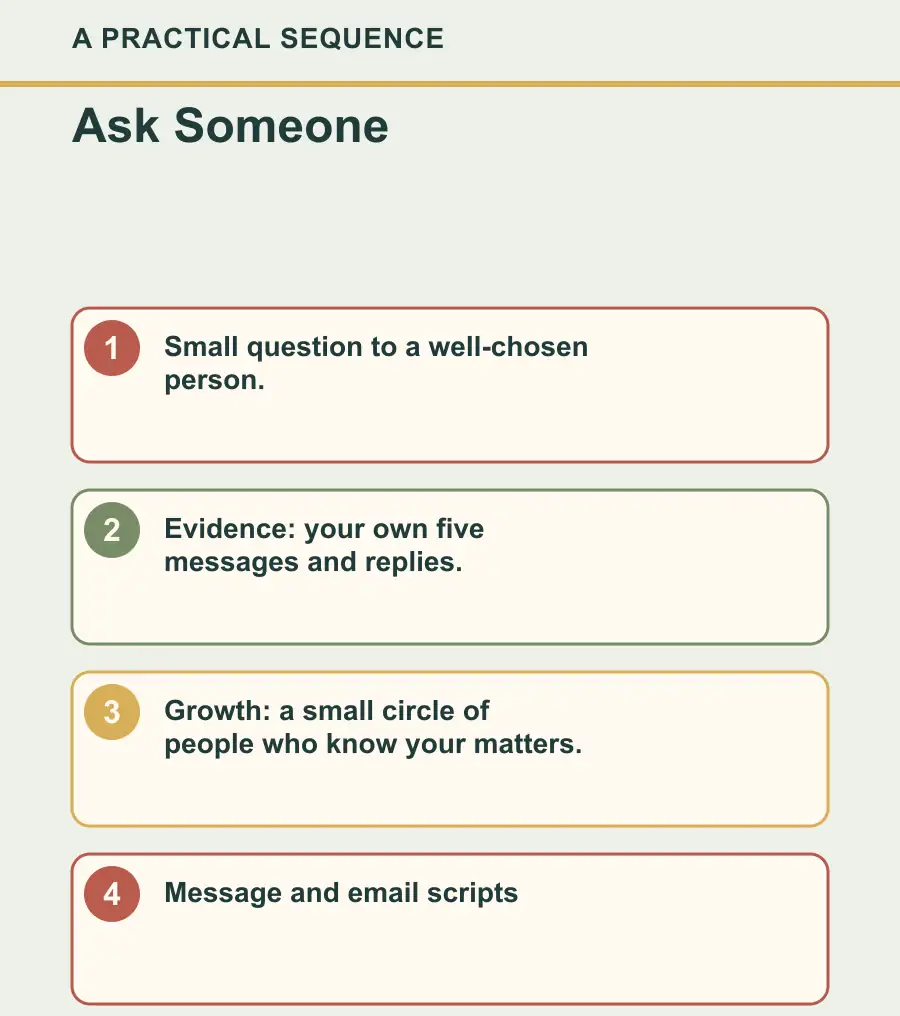 A PRACTICAL SEQUENCE
Ask Someone
1
Small question to a well-chosen
person.
2
Evidence: your own five
messages and replies.
3
Growth: a small circle of
people who know your matters.
4
Message and email scripts